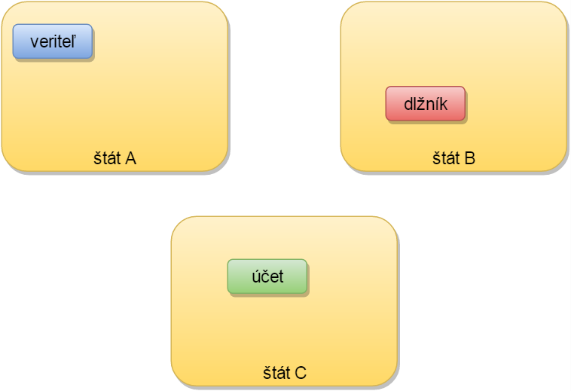 veriteľ
štát A
dlžník
štát B
účet
štát C